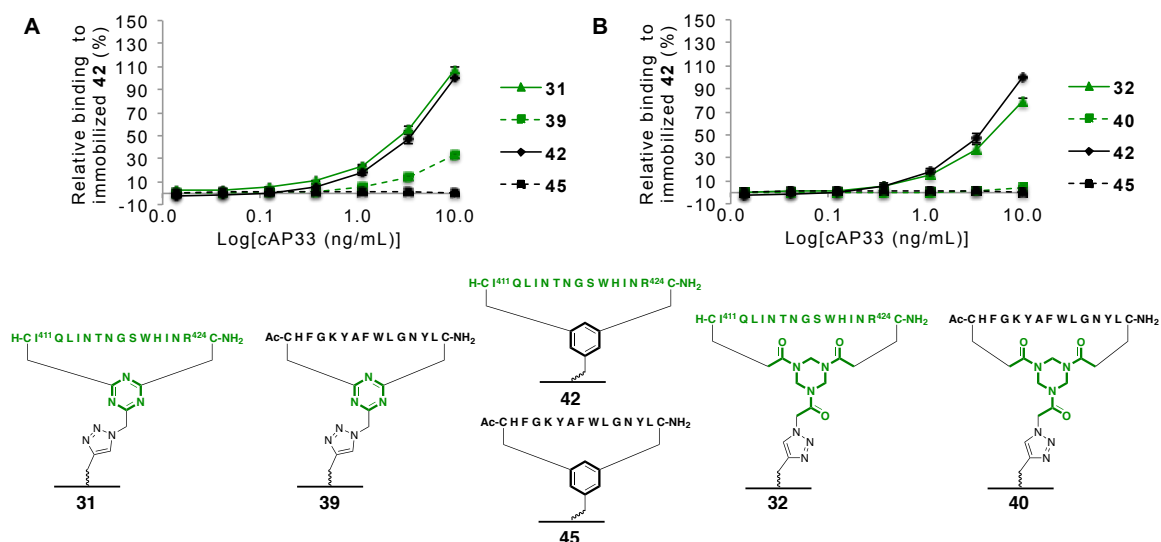 A
Relative binding to
immobilized 42 (%)
150
130
110
90
70
50
30
10
-10
0.0
0.1
1.0
10.0
Log[cAP33 (ng/mL)]
31
39
42
45
B
Relative binding to
immobilized 42 (%)
150
130
110
90
70
50
30
10
-10
0.0
0.1
1.0
10.0
Log[cAP33 (ng/mL)]
32
40
42
45
H-C I⁴¹¹Q L I N T N G S W H I N R⁴²⁴ C-NH₂
N
N
N
N
N
N
31
Ac-C H F G K Y A F W L G N Y L C-NH₂
N
N
N
N
N
N
39
H-C I⁴¹¹Q L I N T N G S W H I N R⁴²⁴ C-NH₂
42
Ac-C H F G K Y A F W L G N Y L C-NH₂
45
H-C I⁴¹¹Q L I N T N G S W H I N R⁴²⁴ C-NH₂
O
O
N
N
N
O
N
N
N
32
Ac-C H F G K Y A F W L G N Y L C-NH₂
O
O
N
N
N
O
N
N
N
40